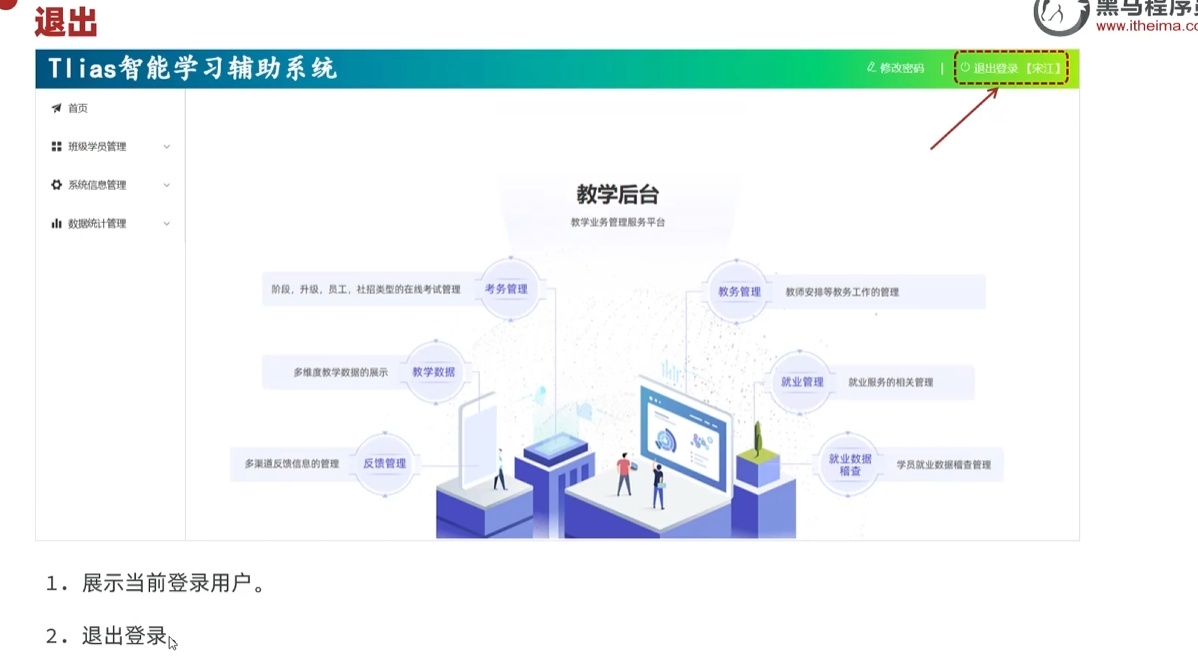 退出
黑马程序员
www.itheima.co
Tlias智能学习辅助系统
修改密码 | 退出登录 【宋江】
首页
班级学员管理
系统信息管理
数据统计管理
教学后台
教学业务管理服务平台
阶段、升级、员工、社招类型的在线考试管理
考务管理
教务管理
教师安排等教务工作的管理
多维度教学数据的展示
教学数据
就业管理
就业服务的相关管理
多渠道反馈信息的管理
反馈管理
就业数据
稽查
学员就业数据稽查管理
1. 展示当前登录用户。
2. 退出登录